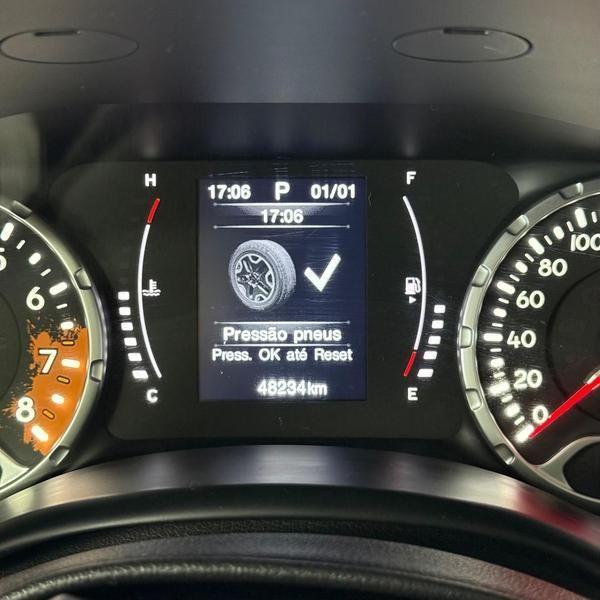 H
F
17:06 P 01/01
17:06
Pressão pneus
Press. OK até Reset
48234km
C
E
5
6
7
8
100
80
60
40
20
0